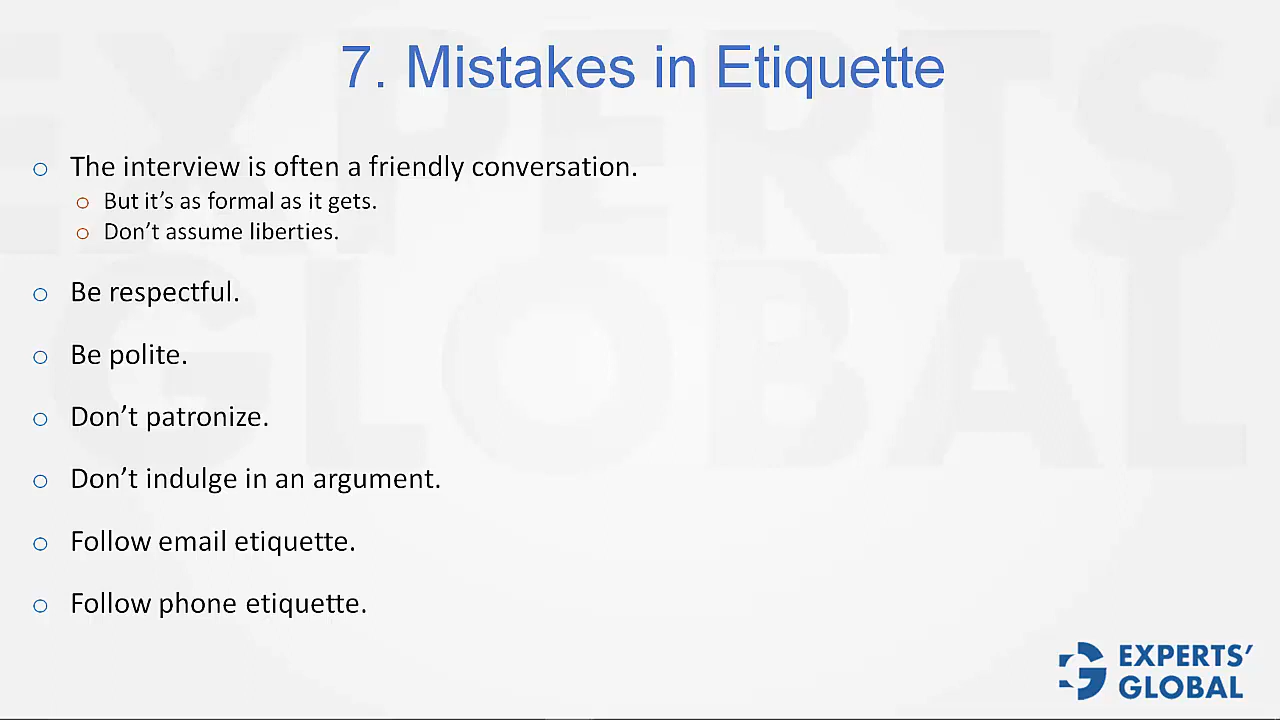 7. Mistakes in Etiquette
The interview is often a friendly conversation.
But it's as formal as it gets.
Don't assume liberties.
Be respectful.
Be polite.
Don't patronize.
Don't indulge in an argument.
Follow email etiquette.
Follow phone etiquette.
EXPERTS'
GLOBAL
EXPERTS'
GLOBAL